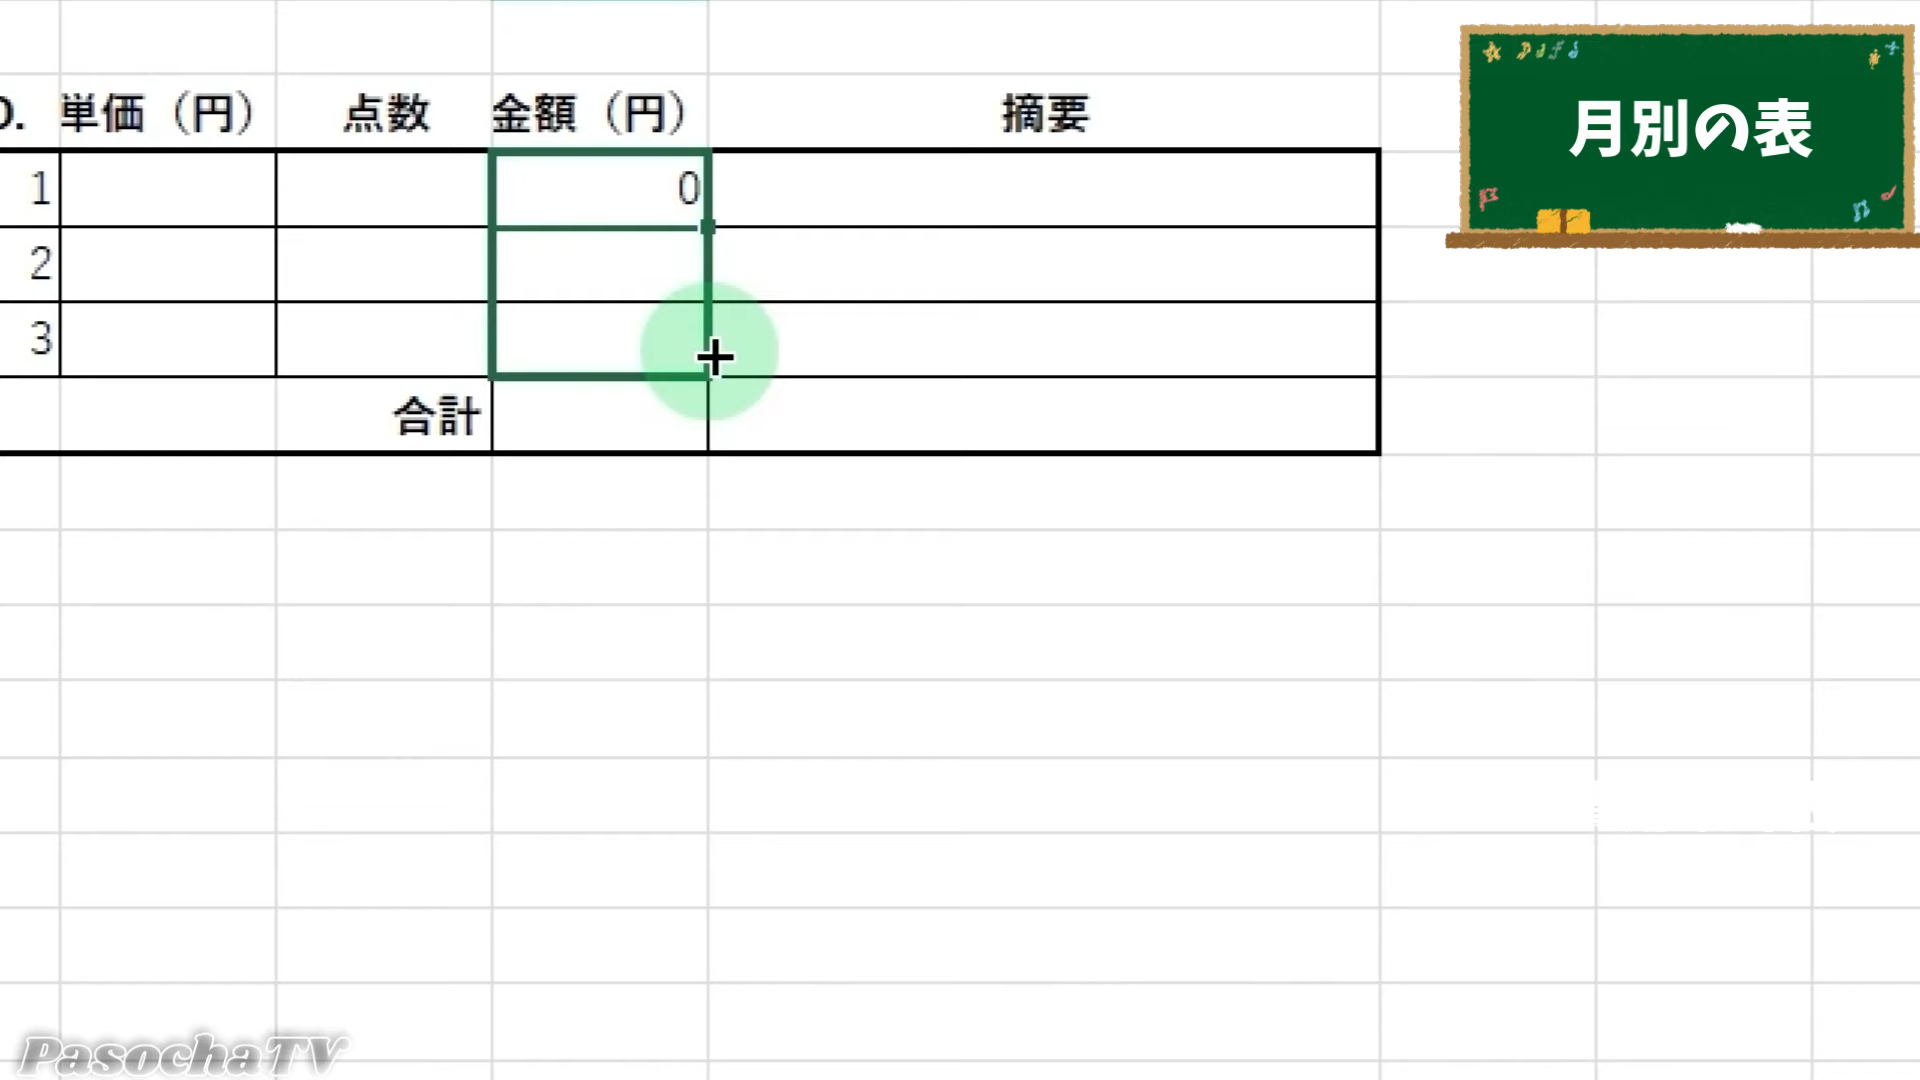 月別の表
単価（円） 点数 金額（円） 摘要
1 0
2
3
合計
PasochaTV